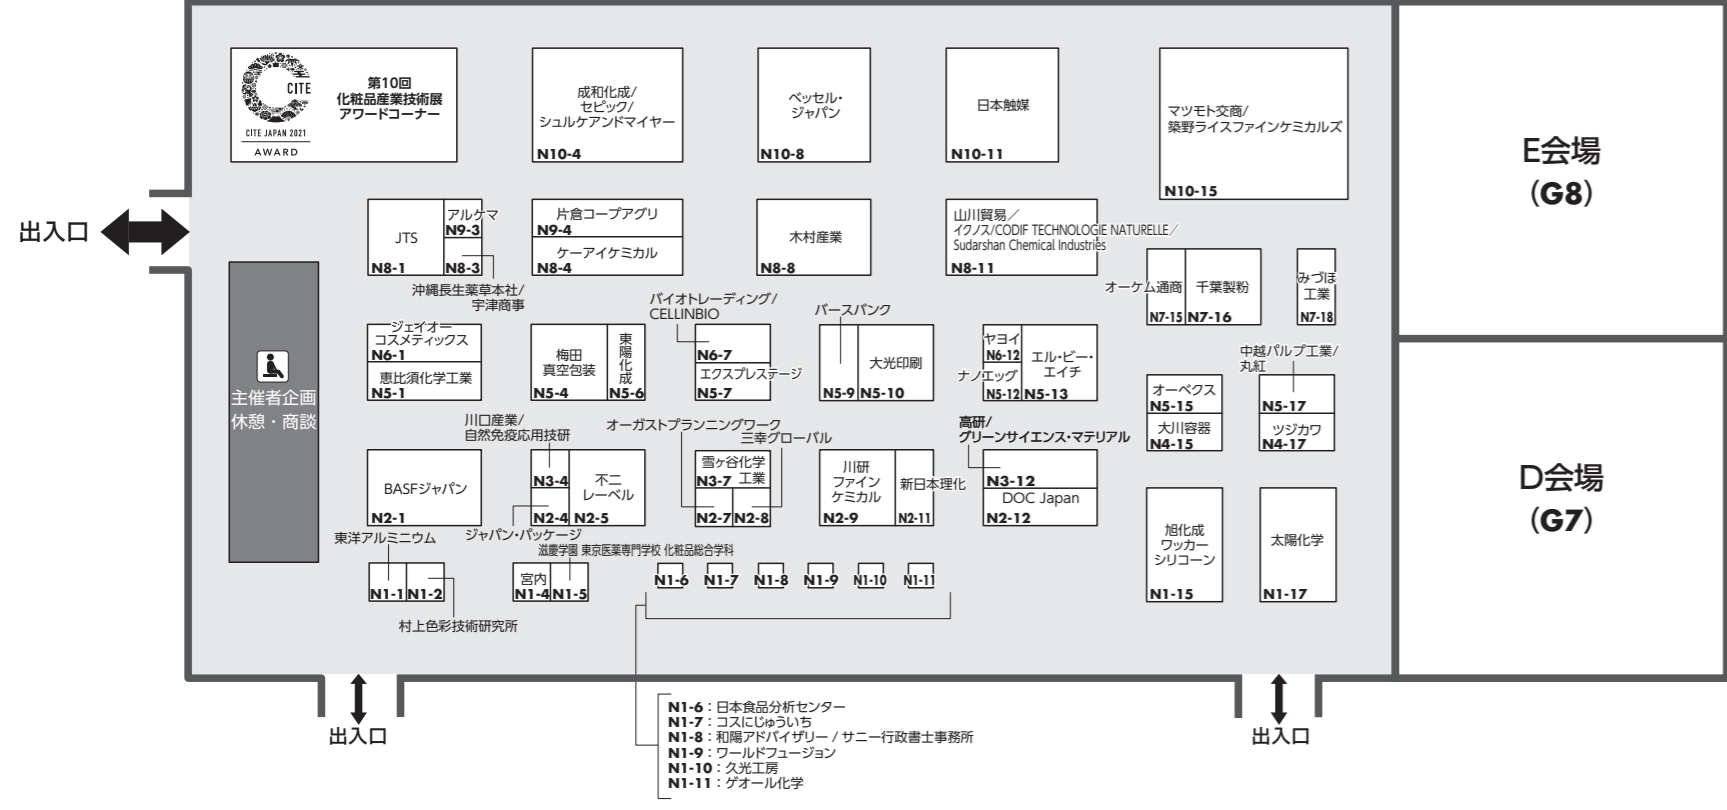 CITE
CITE JAPAN 2021
AWARD
第10回
化粧品産業技術展
アワードコーナー
成和化成/
セピック/
シュルケアンドマイヤー
N10-4
ベッセル・
ジャパン
N10-8
日本触媒
N10-11
マツモト交商/
築野ライスファインケミカルズ
N10-15
E会場
(G8)
出入口
JTS
N8-1
アルケマ
N9-3
N8-3
沖縄長生薬草本社/
宇津商事
片倉コープアグリ
N9-4
ケーアイケミカル
N8-4
木村産業
N8-8
山川貿易／
イクノス/CODIF TECHNOLOGIE NATURELLE／
Sudarshan Chemical Industries
N8-11
オーケム通商
N7-15
千葉製粉
N7-16
みづほ
工業
N7-18
主催者企画
休憩・商談
ジェイオー
コスメティックス
N6-1
恵比須化学工業
N5-1
梅田
真空包装
N5-4
東陽化成
N5-6
バイオトレーディング/
CELLINBIO
N6-7
エクスプレステージ
N5-7
バースバンク
N5-9
大光印刷
N5-10
ヤヨイ
N6-12
ナノエッグ
N5-12
エル・ビー・
エイチ
N5-13
オーベクス
N5-15
大川容器
N4-15
中越パルプ工業/
丸紅
N5-17
ツジカワ
N4-17
BASFジャパン
N2-1
川口産業/
自然免疫応用技研
N3-4
N2-4
ジャパン・パッケージ
不二
レーベル
N2-5
オーガストプランニングワーク
三幸グローバル
雪ヶ谷化学
工業
N3-7
N2-7
N2-8
川研
ファイン
ケミカル
N2-9
新日本理化
N2-11
高研/
グリーンサイエンス・マテリアル
N3-12
DOC Japan
N2-12
旭化成
ワッカー
シリコーン
N1-15
太陽化学
N1-17
D会場
(G7)
東洋アルミニウム
N1-1
N1-2
村上色彩技術研究所
滋慶学園 東京医薬専門学校 化粧品総合学科
宮内
N1-4
N1-5
N1-6
N1-7
N1-8
N1-9
N1-10
N1-11
出入口
出入口
N1-6：日本食品分析センター
N1-7：コスにじゅういち
N1-8：和陽アドバイザリー / サニー行政書士事務所
N1-9：ワールドフュージョン
N1-10：久光工房
N1-11：ゲオール化学